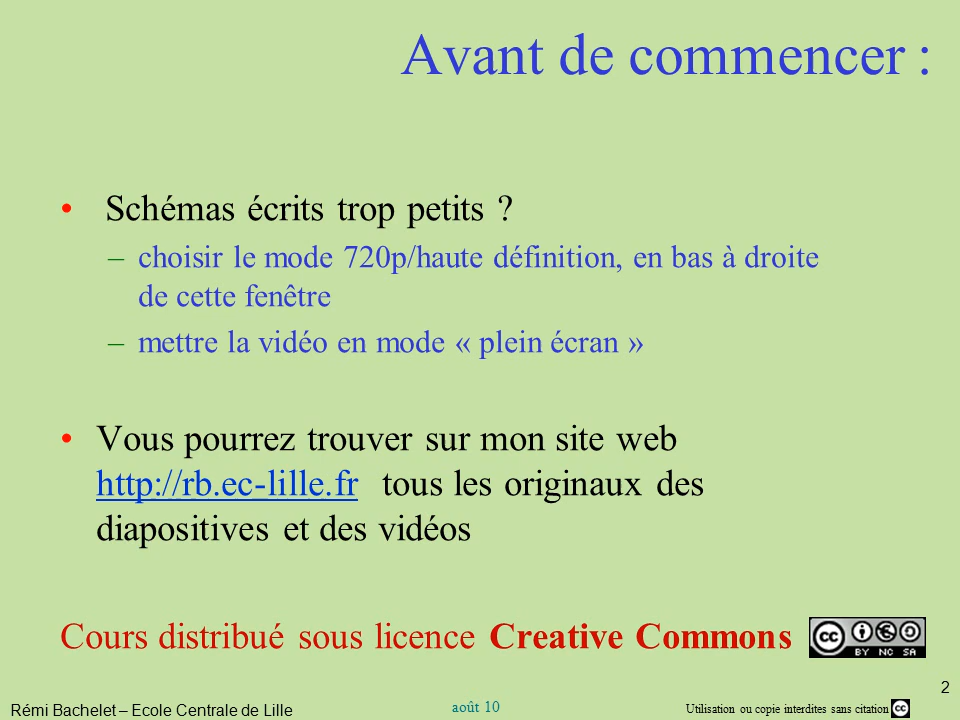 Avant de commencer :
• Schémas écrits trop petits ?
– choisir le mode 720p/haute définition, en bas à droite
de cette fenêtre
– mettre la vidéo en mode « plein écran »
• Vous pourrez trouver sur mon site web
http://rb.ec-lille.fr tous les originaux des
diapositives et des vidéos
Cours distribué sous licence Creative Commons
cc BY NC SA
2
Rémi Bachelet – Ecole Centrale de Lille
août 10
Utilisation ou copie interdites sans citation
cc